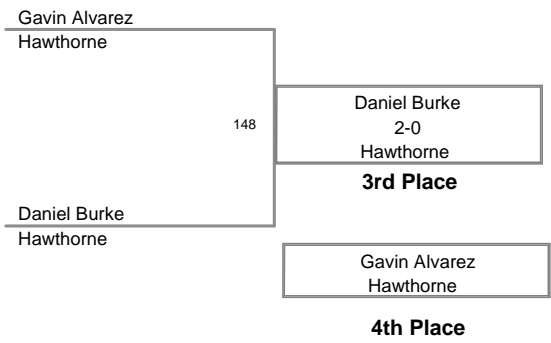 Gavin Alvarez
Hawthorne
148
Daniel Burke
2-0
Hawthorne
3rd Place
Daniel Burke
Hawthorne
Gavin Alvarez
Hawthorne
4th Place